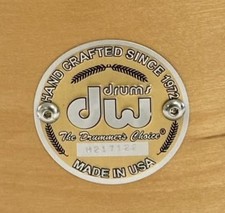 HAND CRAFTED SINCE 1972
drums
dw
The Drummer's Choice®
MADE IN USA